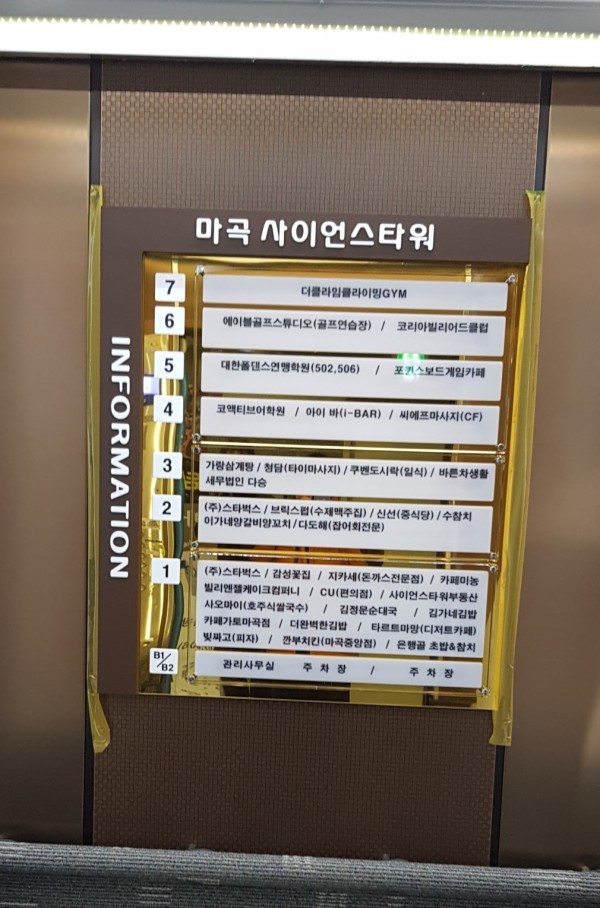 마곡 사이언스타워
INFORMATION
7 더클라임클라이밍GYM
6 에이블골프스튜디오(골프연습장) / 코리아빌리어드클럽
5 대한폴댄스연맹학원(502,506) / 포커스보드게임카페
4 코액티브어학원 / 아이 바(i-BAR) / 씨에프마사지(CF)
3 가랑삼계탕 / 청담(타이마사지) / 쿠벤도시락(일식) / 바른차생활
세무법인 다승
2 (주)스타벅스 / 브릭스펍(수제맥주집) / 신선(중식당) / 수참치
이가네양갈비양꼬치 / 다도해(잡어회전문)
1 (주)스타벅스 / 감성꽃집 / 지카세(돈까스전문점) / 카페미농
빌리엔젤케이크컴퍼니 / CU(편의점) / 사이언스타워부동산
사오마이(호주식쌀국수) / 김정문순대국 / 김가네김밥
카페가토마곡점 / 더완벽한김밥 / 타르트마망(디저트카페)
빚짜고(피자) / 깐부치킨(마곡중앙점) / 은행골 초밥&참치
B1/B2 관리사무실 주 차 장 / 주 차 장